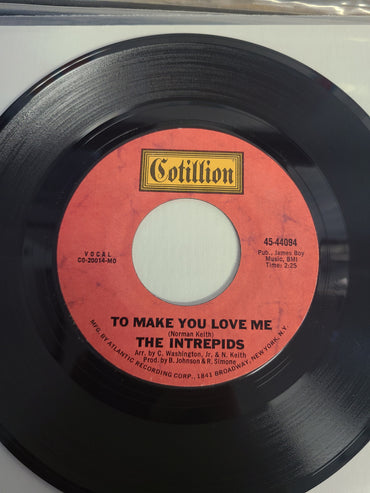 Cotillion
45-44094
Pub., James Boy
Music, BMI
Time: 2:25
VOCAL
CO-20014-MO
TO MAKE YOU LOVE ME
(Norman Keith)
THE INTREPIDS
Arr. by C. Washington, Jr. & N. Keith
Prod. by B. Johnson & R. Simone
MFG. BY ATLANTIC RECORDING CORP., 1841 BROADWAY, NEW YORK, N.Y.